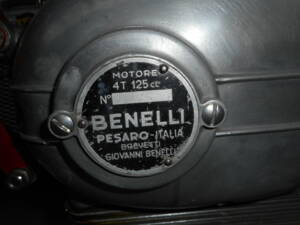 MOTORE
4T 125 cc
N°
BENELLI
PESARO-ITALIA
BREVETTI
GIOVANNI BENELLI